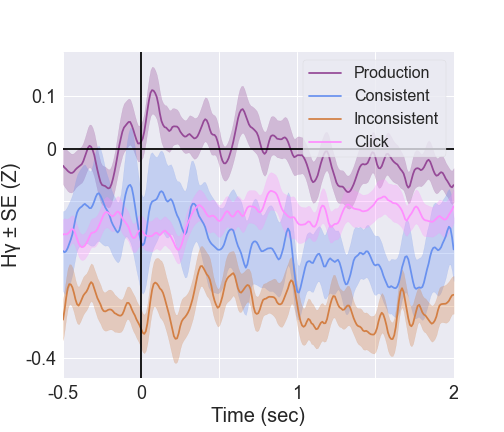 Production
Consistent
Inconsistent
Click
0.1
0
-0.4
Hγ ± SE (Z)
-0.5
0
1
2
Time (sec)